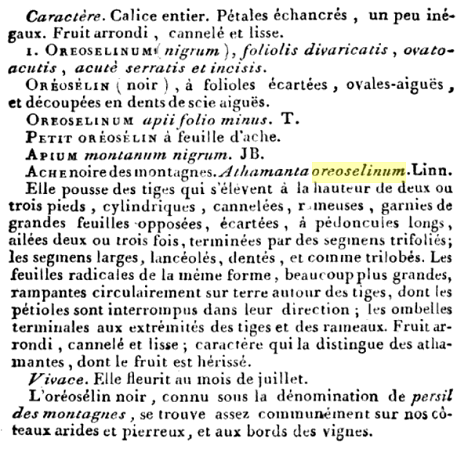 Caractère. Calice entier. Pétales échancrés , un peu iné-
gaux. Fruit arrondi , cannelé et lisse.
1. OREOSELINUM ( nigrum ), foliolis divaricatis , ovato-
acutis , acutè serratis et incisis.
ORÉOSÉLIN ( noir ) , à folioles écartées , ovales-aiguës ,
et découpées en dents de scie aiguës.
OREOSELINUM apii folio minus. T.
PETIT ORÉOSÉLIN à feuille d'ache.
APIUM montanum nigrum. JB.
ACHE noire des montagnes. Athamanta oreoselinum. Linn.
Elle pousse des tiges qui s'élèvent à la hauteur de deux ou
trois pieds , cylindriques , cannelées, r meuses , garnies de
grandes feuilles opposées, écartées , à pédoncules longs,
ailées deux ou trois fois, terminées par des segmens trifoliés;
les segmens larges, lancéolés, dentés , et comme trilobés. Les
feuilles radicales de la même forme, beaucoup plus grandes,
rampantes circulairement sur terre autour des tiges, dont les
pétioles sont interrompus dans leur direction ; les ombelles
terminales aux extrémités des tiges et des rameaux. Fruit ar-
rondi , cannelé et lisse ; caractère qui la distingue des atha-
mantes , dont le fruit est hérissé.
Vivace. Elle fleurit au mois de juillet.
L'oréosélin noir , connu sous la dénomination de persil
des montagnes , se trouve assez communément sur nos cô-
teaux arides et pierreux, et aux bords des vignes.